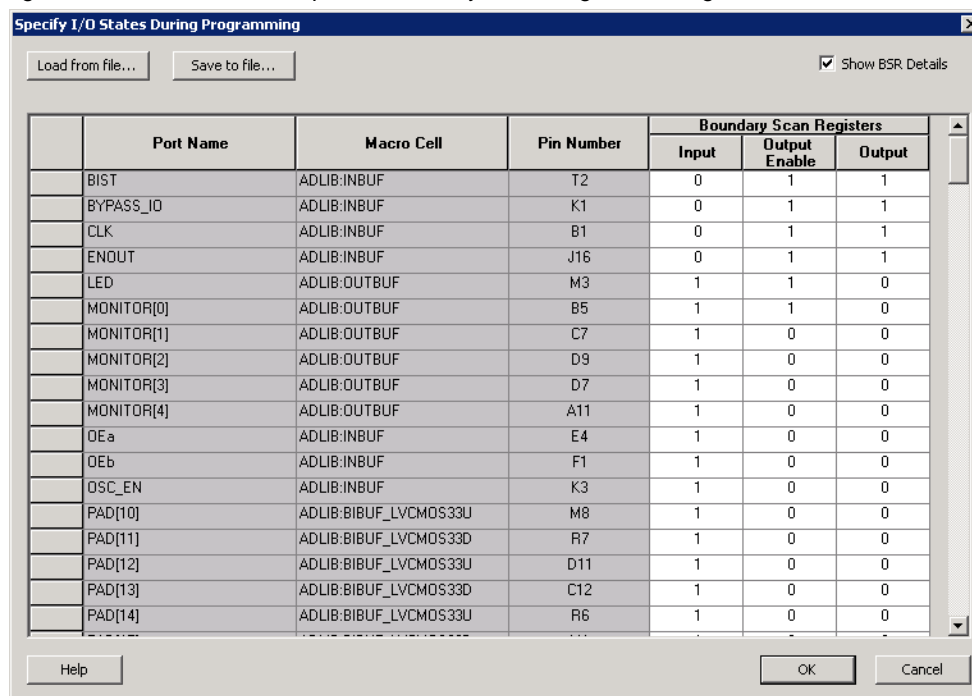 Specify I/O States During Programming
Load from file... Save to file... Show BSR Details
Port Name Macro Cell Pin Number Boundary Scan Registers
Input Output Enable Output
BIST ADLIB:INBUF T2 0 1 1
BYPASS_IO ADLIB:INBUF K1 0 1 1
CLK ADLIB:INBUF B1 0 1 1
ENOUT ADLIB:INBUF J16 0 1 1
LED ADLIB:OUTBUF M3 1 1 0
MONITOR[0] ADLIB:OUTBUF B5 1 1 0
MONITOR[1] ADLIB:OUTBUF C7 1 0 0
MONITOR[2] ADLIB:OUTBUF D9 1 0 0
MONITOR[3] ADLIB:OUTBUF D7 1 0 0
MONITOR[4] ADLIB:OUTBUF A11 1 0 0
OEa ADLIB:INBUF E4 1 0 0
OEb ADLIB:INBUF F1 1 0 0
OSC_EN ADLIB:INBUF K3 1 0 0
PAD[10] ADLIB:BIBUF_LVCMOS33U M8 1 0 0
PAD[11] ADLIB:BIBUF_LVCMOS33D R7 1 0 0
PAD[12] ADLIB:BIBUF_LVCMOS33U D11 1 0 0
PAD[13] ADLIB:BIBUF_LVCMOS33D C12 1 0 0
PAD[14] ADLIB:BIBUF_LVCMOS33U R6 1 0 0
Help OK Cancel